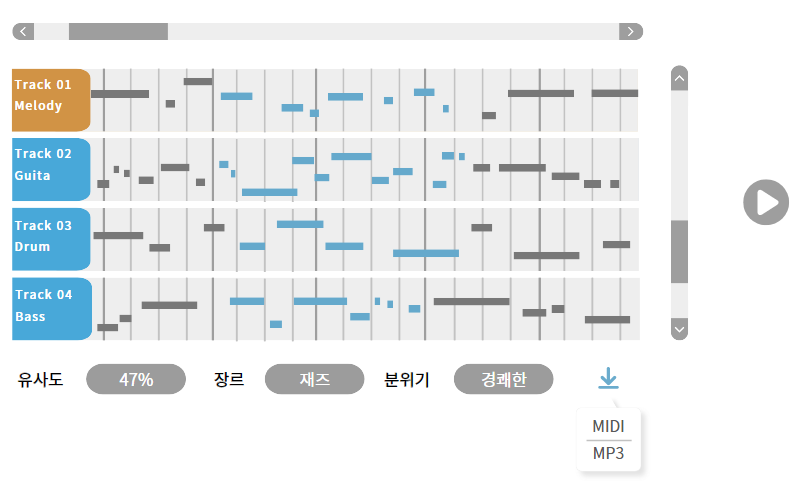 Track 01
Melody
Track 02
Guita
Track 03
Drum
Track 04
Bass
유사도 47% 장르 재즈 분위기 경쾌한
MIDI
MP3